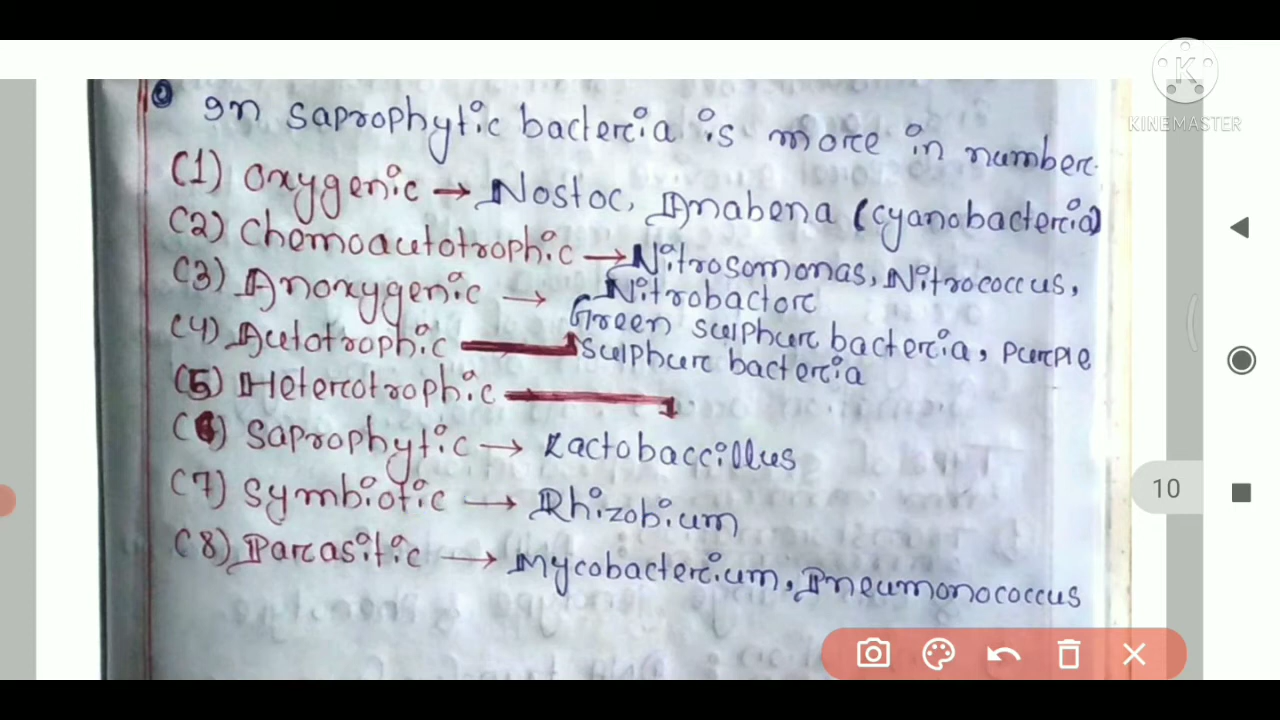 In saprophytic bacteria is more in number.
(1) Oxygenic → Nostoc, Anabena (Cyanobacteria)
(2) Chemoautotrophic → Nitrosomonas, Nitrococcus,
Nitrobactor
(3) Anoxygenic → Green sulphur bacteria, purple
sulphur bacteria
(4) Autotrophic
(5) Heterotrophic
(6) Saprophytic → Lactobaccillus
(7) Symbiotic → Rhizobium
(8) Parasitic → Mycobacterium, Pneumonococcus
KINEMASTER
10